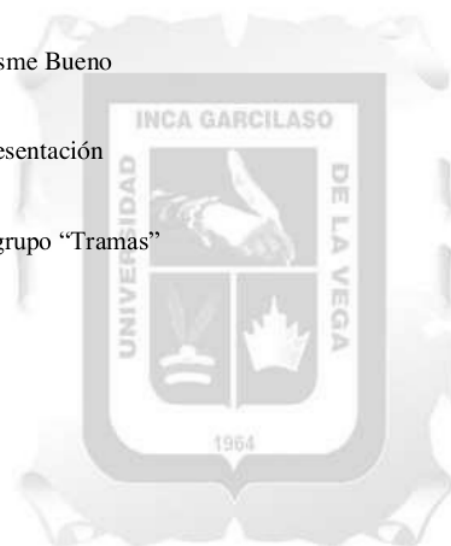 sme Bueno
INCA GARCILASO
esentación
UNIVERSIDAD
DE LA VEGA
grupo “Tramas”
1964